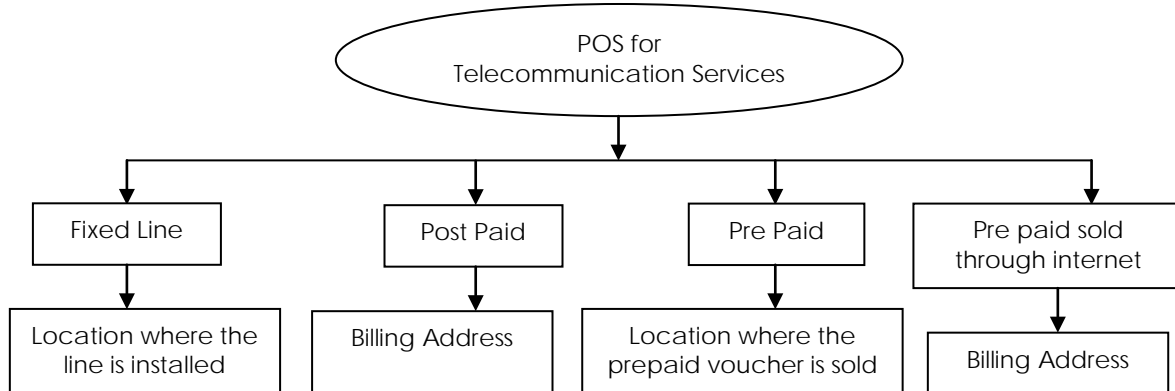 POS for
Telecommunication Services
Fixed Line
Post Paid
Pre Paid
Pre paid sold
through internet
Location where the
line is installed
Billing Address
Location where the
prepaid voucher is sold
Billing Address